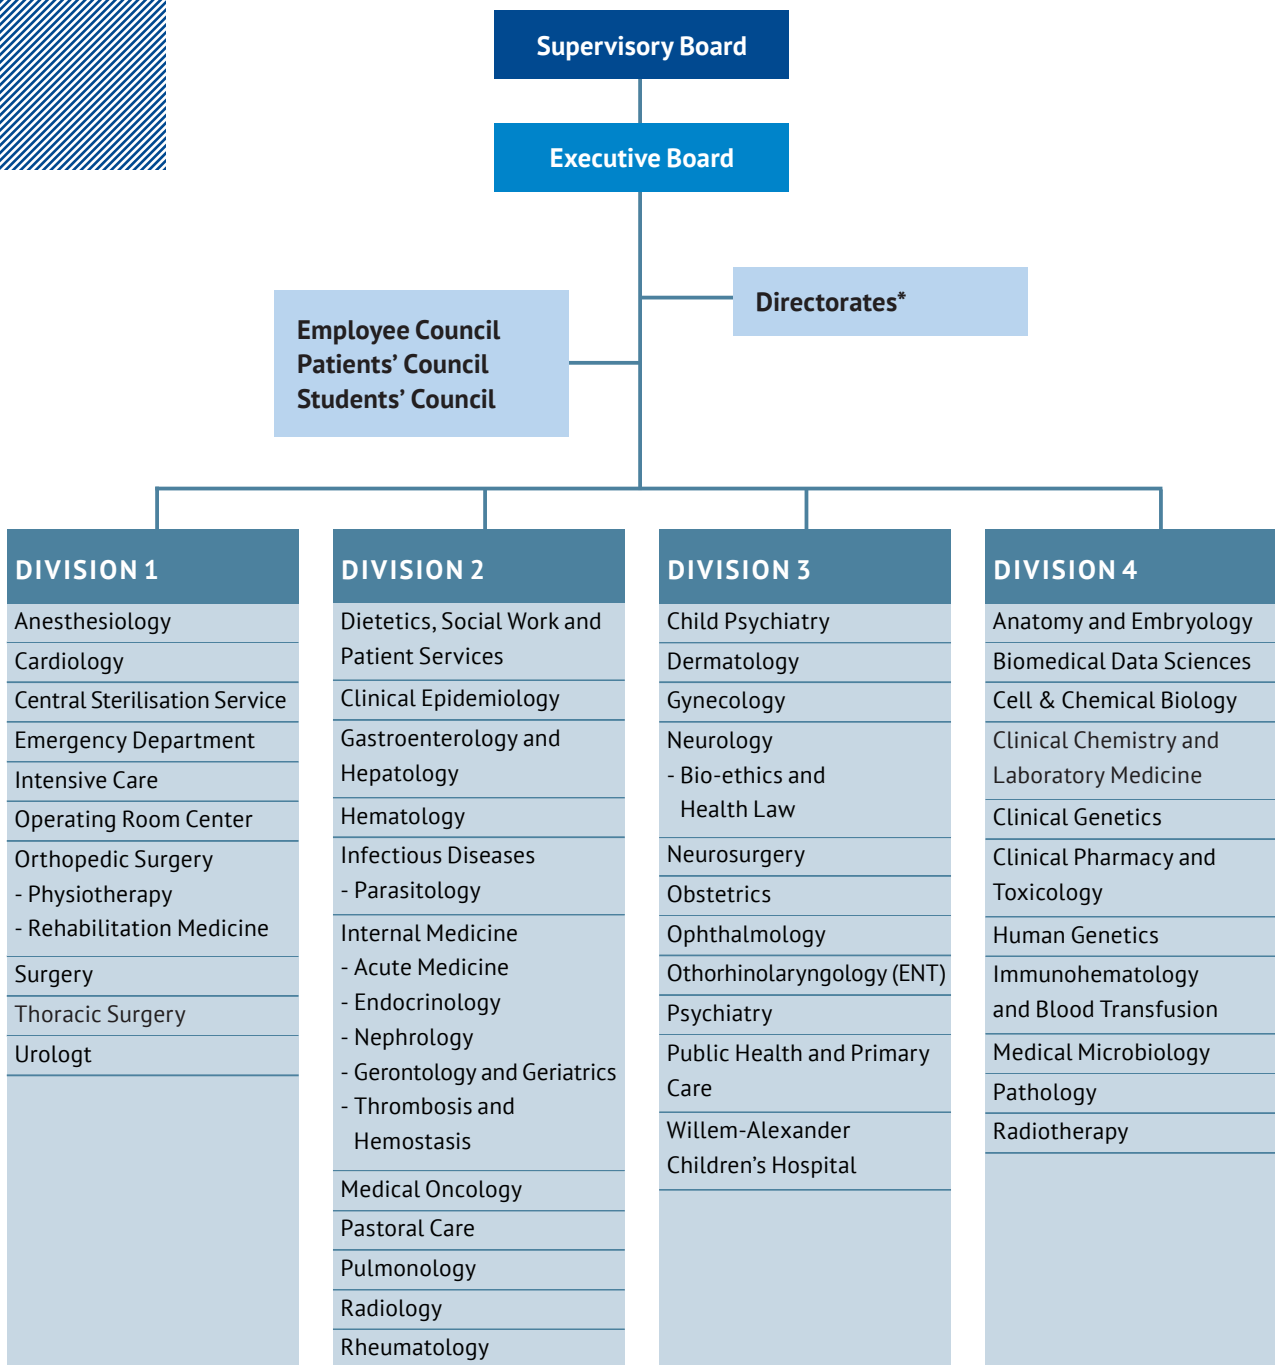 Supervisory Board
Executive Board
Directorates*
Employee Council
Patients’ Council
Students’ Council
DIVISION 1
Anesthesiology
Cardiology
Central Sterilisation Service
Emergency Department
Intensive Care
Operating Room Center
Orthopedic Surgery
- Physiotherapy
- Rehabilitation Medicine
Surgery
Thoracic Surgery
Urologt
DIVISION 2
Dietetics, Social Work and
Patient Services
Clinical Epidemiology
Gastroenterology and
Hepatology
Hematology
Infectious Diseases
- Parasitology
Internal Medicine
- Acute Medicine
- Endocrinology
- Nephrology
- Gerontology and Geriatrics
- Thrombosis and
Hemostasis
Medical Oncology
Pastoral Care
Pulmonology
Radiology
Rheumatology
DIVISION 3
Child Psychiatry
Dermatology
Gynecology
Neurology
- Bio-ethics and
Health Law
Neurosurgery
Obstetrics
Ophthalmology
Othorhinolaryngology (ENT)
Psychiatry
Public Health and Primary
Care
Willem-Alexander
Children’s Hospital
DIVISION 4
Anatomy and Embryology
Biomedical Data Sciences
Cell & Chemical Biology
Clinical Chemistry and
Laboratory Medicine
Clinical Genetics
Clinical Pharmacy and
Toxicology
Human Genetics
Immunohematology
and Blood Transfusion
Medical Microbiology
Pathology
Radiotherapy